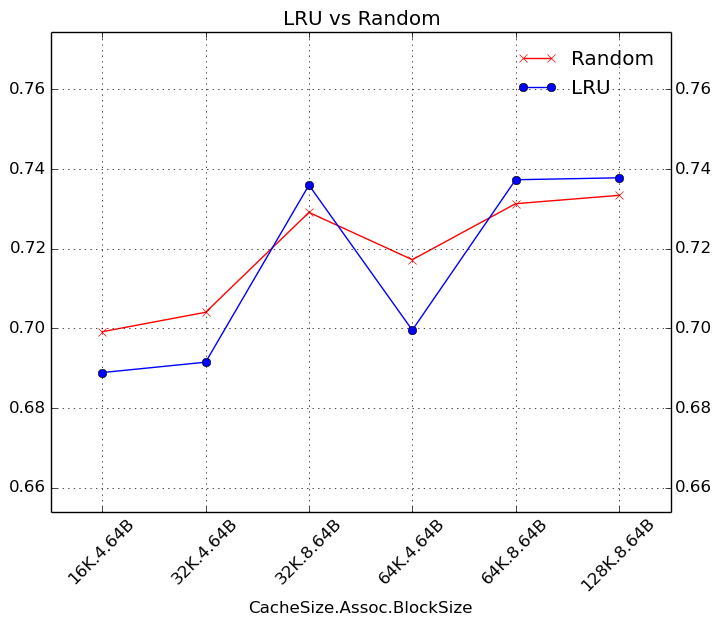 LRU vs Random
Random
LRU
0.76 0.76
0.74 0.74
0.72 0.72
0.70 0.70
0.68 0.68
0.66 0.66
16K.4.64B 32K.4.64B 32K.8.64B 64K.4.64B 64K.8.64B 128K.8.64B
CacheSize.Assoc.BlockSize